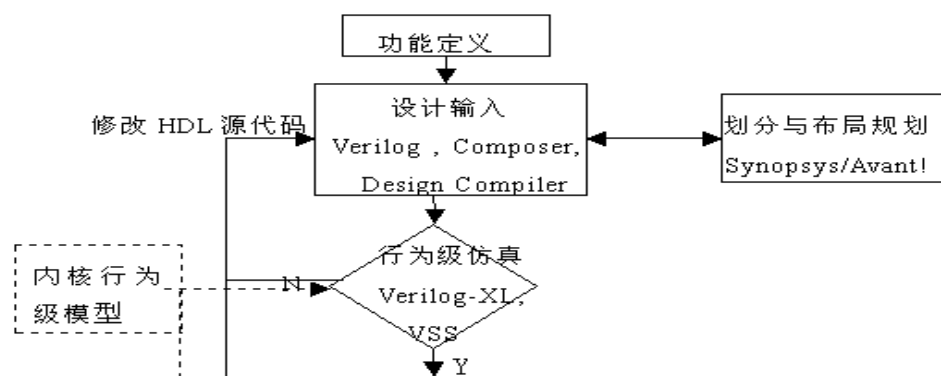 功能定义
设计输入
Verilog , Composer,
Design Compiler
修改 HDL 源代码
划分与布局规划
Synopsys/Avant!
行为级仿真
Verilog-XL,
VSS
内核行为
级模型
N
Y